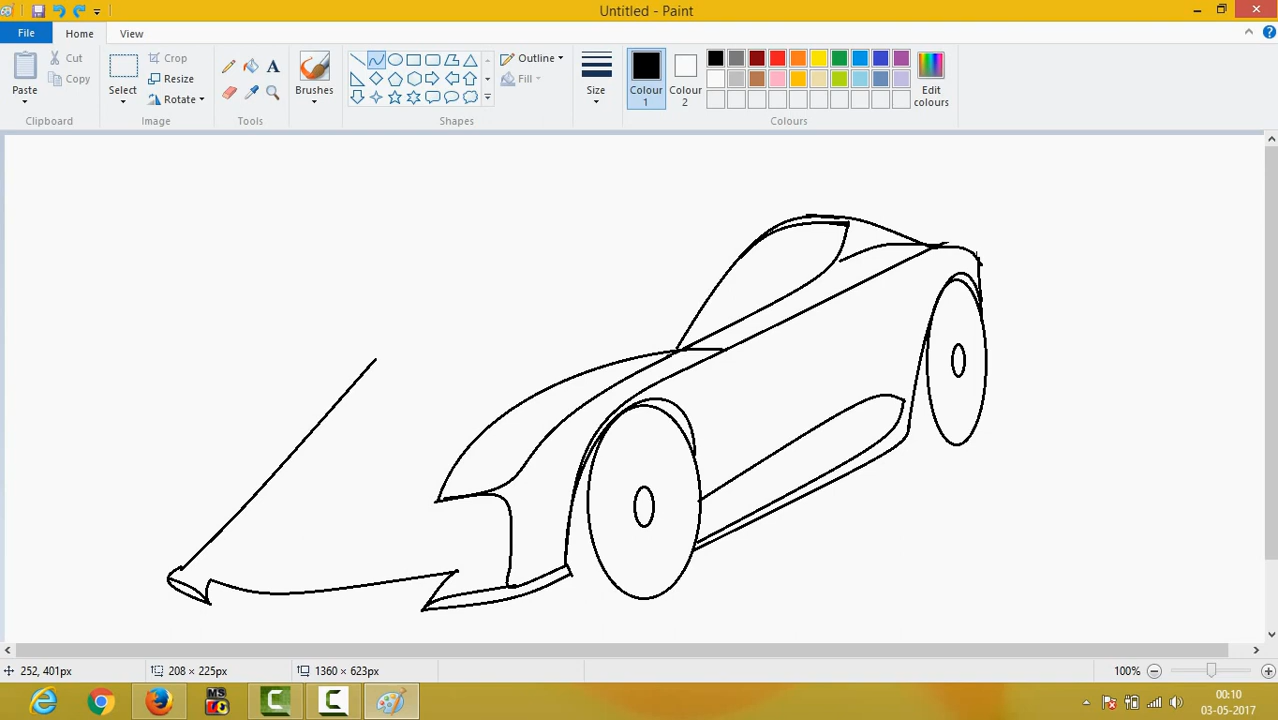 Untitled - Paint
File
Home
View
Paste
Cut
Copy
Clipboard
Select
Crop
Resize
Rotate
Image
A
Tools
Brushes
Outline
Fill
Shapes
Size
Colour 1
Colour 2
Edit colours
Colours
252, 401px
208 × 225px
1360 × 623px
100%
MS
00:10
03-05-2017